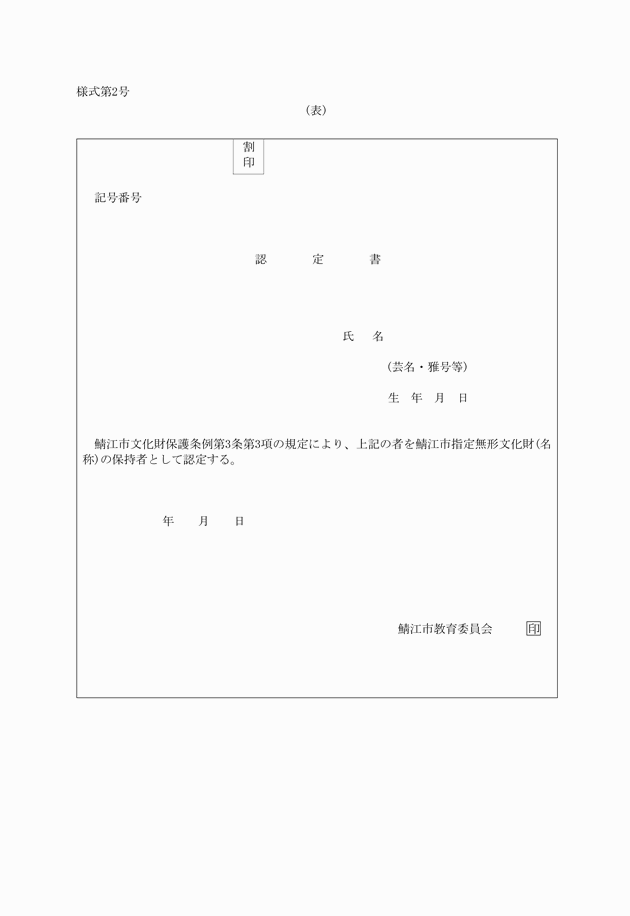 様式第2号
(表)
割
印
記号番号
認　　　定　　　書
氏　名
(芸名・雅号等)
生　年　月　日
鯖江市文化財保護条例第3条第3項の規定により、上記の者を鯖江市指定無形文化財(名
称)の保持者として認定する。
年　　月　　日
鯖江市教育委員会　　印